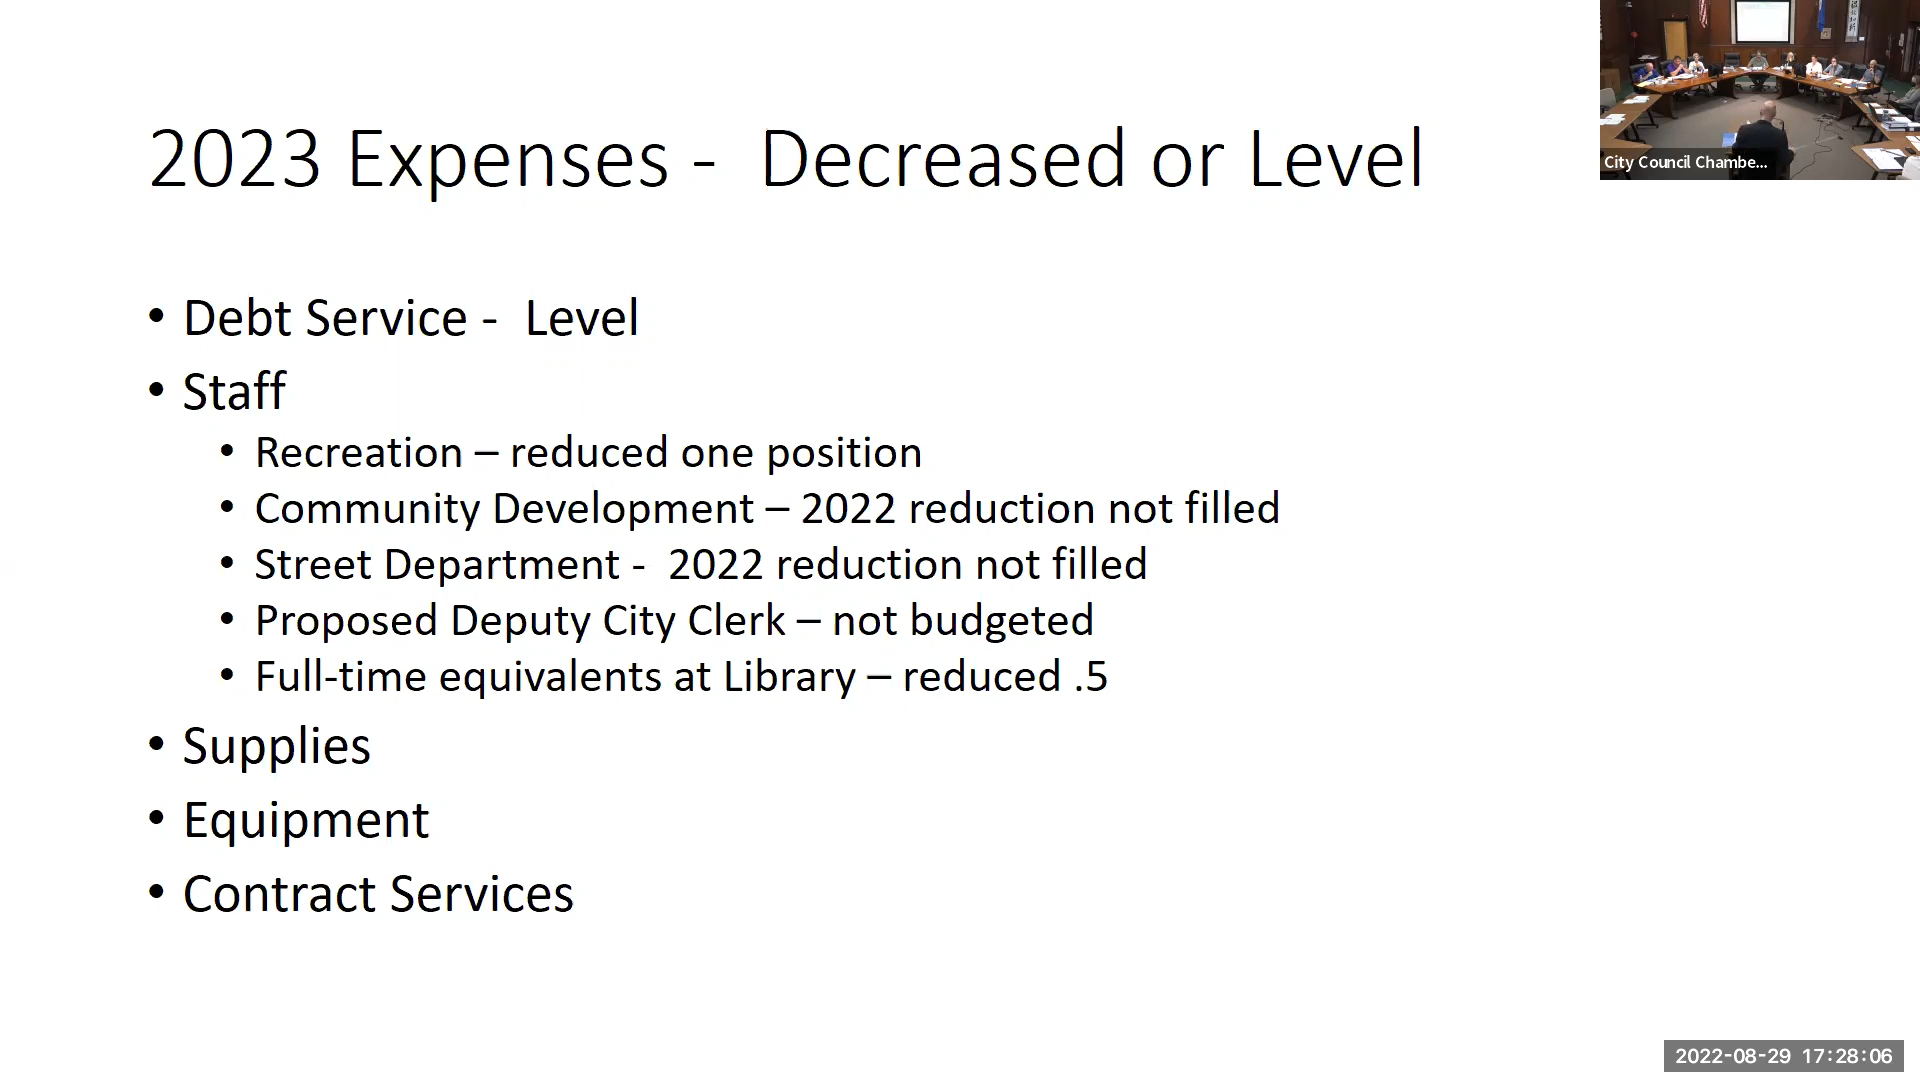 2023 Expenses -  Decreased or Level
City Council Chambe...
• Debt Service -  Level
• Staff
• Recreation – reduced one position
• Community Development – 2022 reduction not filled
• Street Department -  2022 reduction not filled
• Proposed Deputy City Clerk – not budgeted
• Full-time equivalents at Library – reduced .5
• Supplies
• Equipment
• Contract Services
2022-08-29 17:28:06